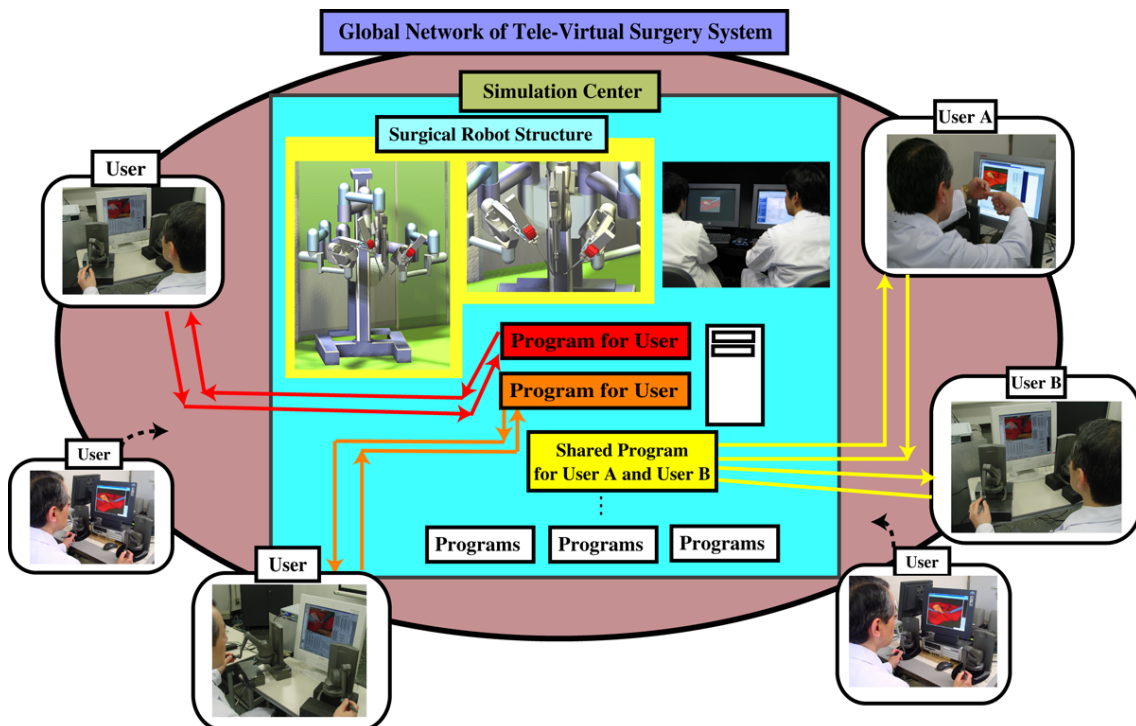 Global Network of Tele-Virtual Surgery System
Simulation Center
Surgical Robot Structure
User A
User
Program for User
Program for User
User B
User
Shared Program
for User A and User B
Programs
Programs
Programs
User
User